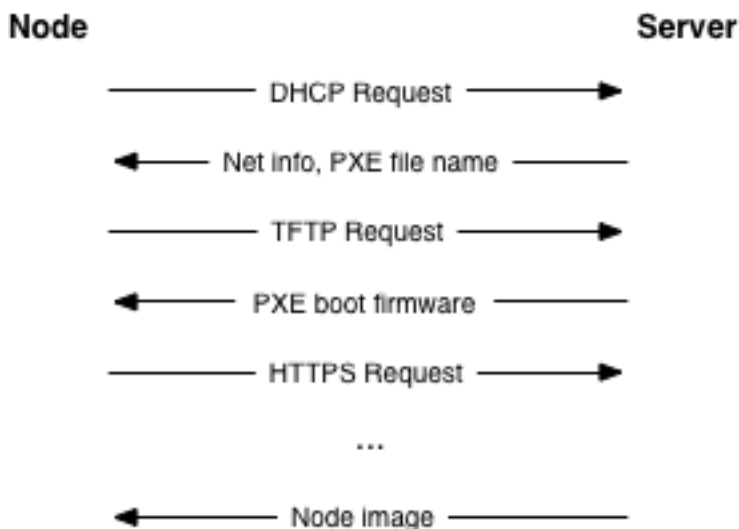 Node Server
DHCP Request
Net info, PXE file name
TFTP Request
PXE boot firmware
HTTPS Request
...
Node image